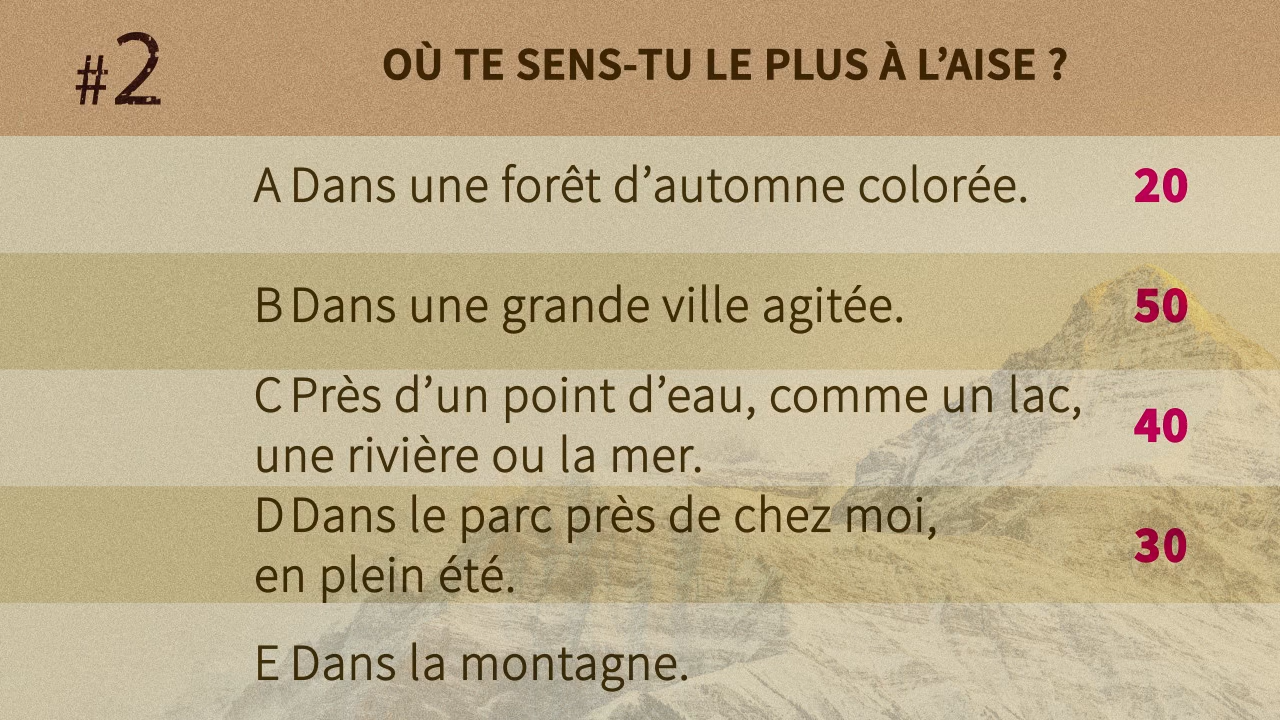 #2
OÙ TE SENS-TU LE PLUS À L’AISE ?
A Dans une forêt d’automne colorée. 20
B Dans une grande ville agitée. 50
C Près d’un point d’eau, comme un lac,
une rivière ou la mer. 40
D Dans le parc près de chez moi,
en plein été. 30
E Dans la montagne.